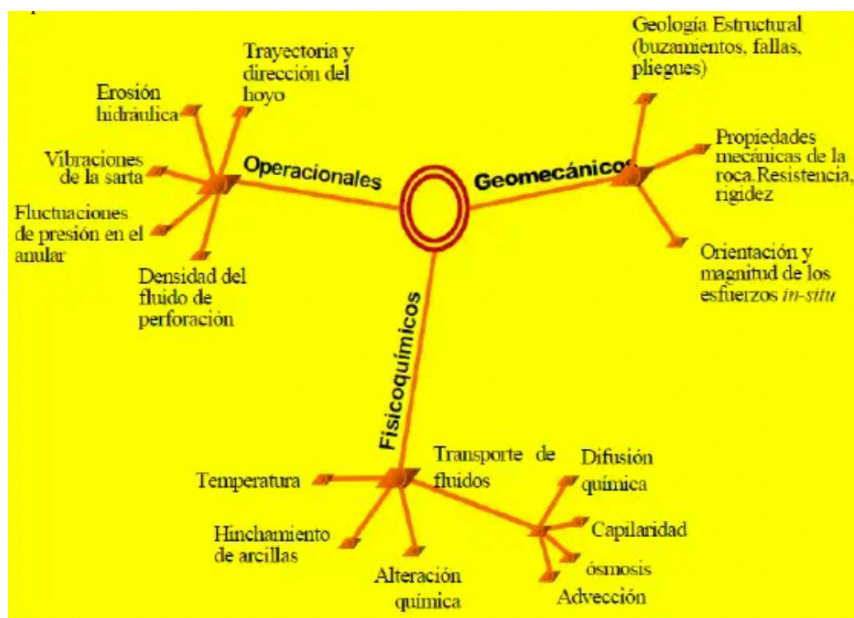 Trayectoria y
dirección del
hoyo
Erosión
hidráulica
Vibraciones
de la sarta
Fluctuaciones
de presión en el
anular
Densidad del
fluido de
perforación
Operacionales
Geomecánicos
Geología Estructural
(buzamientos, fallas,
pliegues)
Propiedades
mecánicas de la
roca.Resistencia,
rigidez
Orientación y
magnitud de los
esfuerzos in-situ
Fisicoquímicos
Temperatura
Hinchamiento
de arcillas
Alteración
química
Transporte de
fluidos
Difusión
química
Capilaridad
ósmosis
Advección